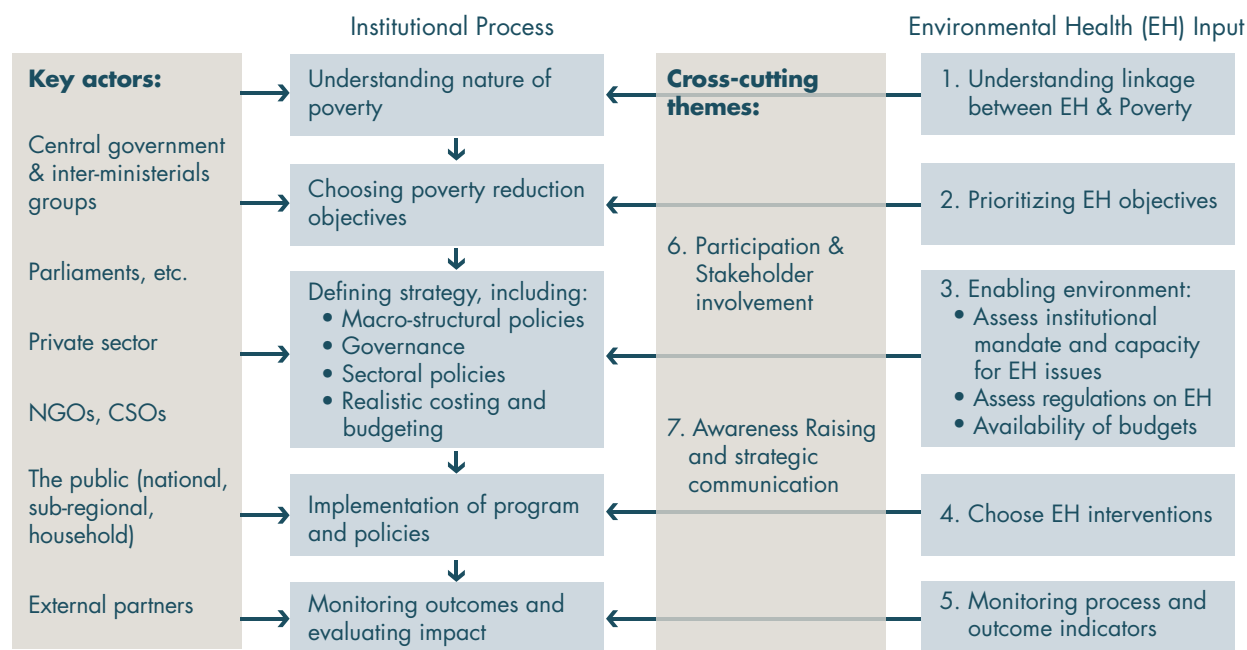 Institutional Process
Environmental Health (EH) Input
Key actors:
Central government
& inter-ministerials
groups
Parliaments, etc.
Private sector
NGOs, CSOs
The public (national,
sub-regional,
household)
External partners
Understanding nature of
poverty
Choosing poverty reduction
objectives
Defining strategy, including:
• Macro-structural policies
• Governance
• Sectoral policies
• Realistic costing and
budgeting
Implementation of program
and policies
Monitoring outcomes and
evaluating impact
Cross-cutting
themes:
6. Participation &
Stakeholder
involvement
7. Awareness Raising
and strategic
communication
1. Understanding linkage
between EH & Poverty
2. Prioritizing EH objectives
3. Enabling environment:
• Assess institutional
mandate and capacity
for EH issues
• Assess regulations on EH
• Availability of budgets
4. Choose EH interventions
5. Monitoring process and
outcome indicators